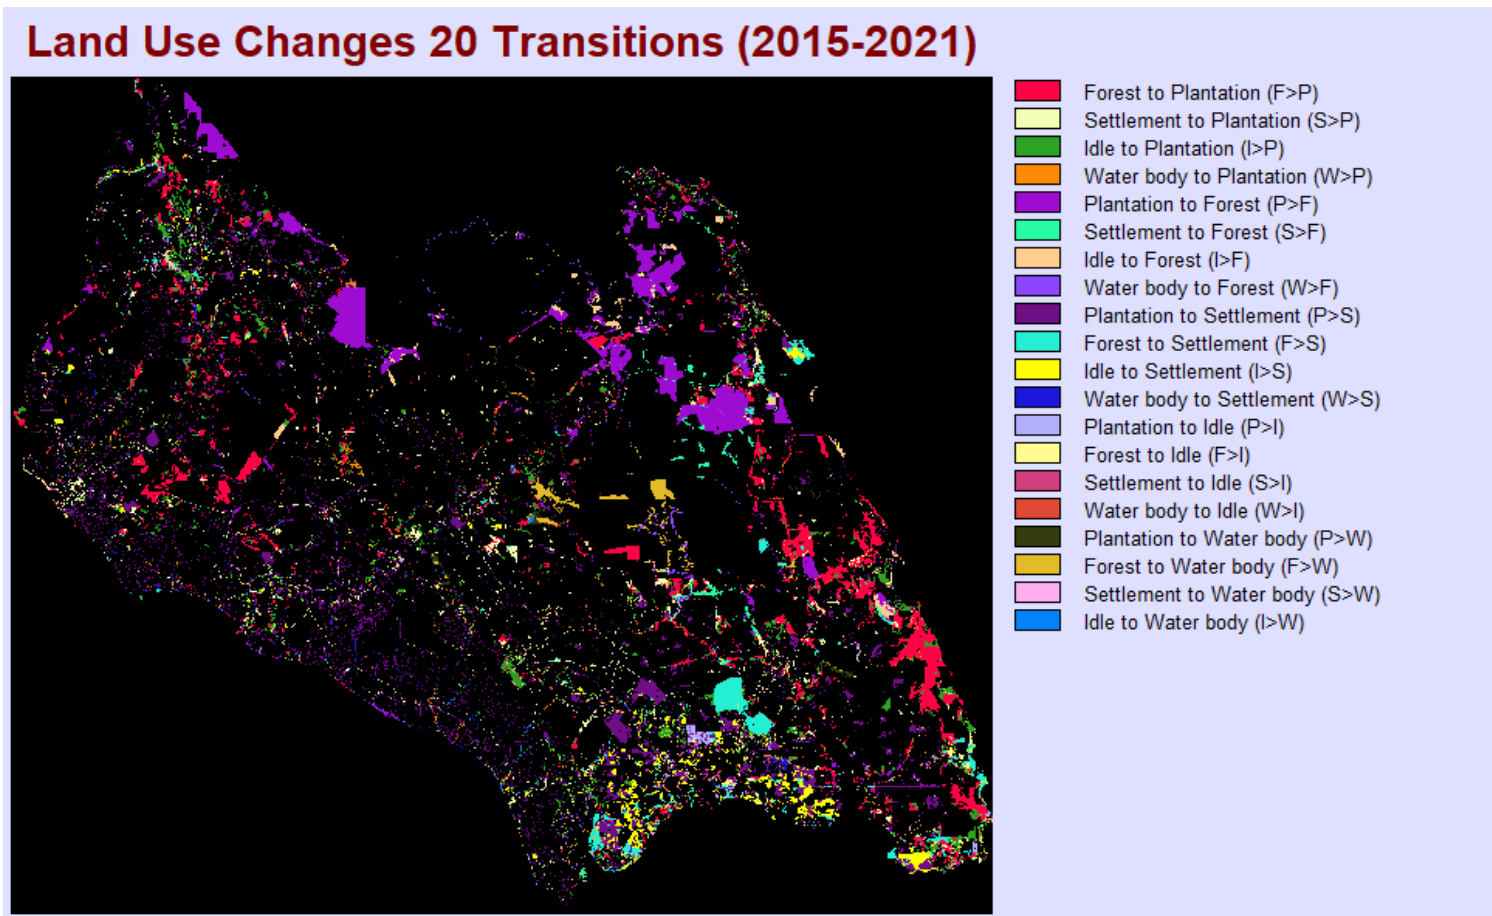 Land Use Changes 20 Transitions (2015-2021)
Forest to Plantation (F>P)
Settlement to Plantation (S>P)
Idle to Plantation (I>P)
Water body to Plantation (W>P)
Plantation to Forest (P>F)
Settlement to Forest (S>F)
Idle to Forest (I>F)
Water body to Forest (W>F)
Plantation to Settlement (P>S)
Forest to Settlement (F>S)
Idle to Settlement (I>S)
Water body to Settlement (W>S)
Plantation to Idle (P>I)
Forest to Idle (F>I)
Settlement to Idle (S>I)
Water body to Idle (W>I)
Plantation to Water body (P>W)
Forest to Water body (F>W)
Settlement to Water body (S>W)
Idle to Water body (I>W)